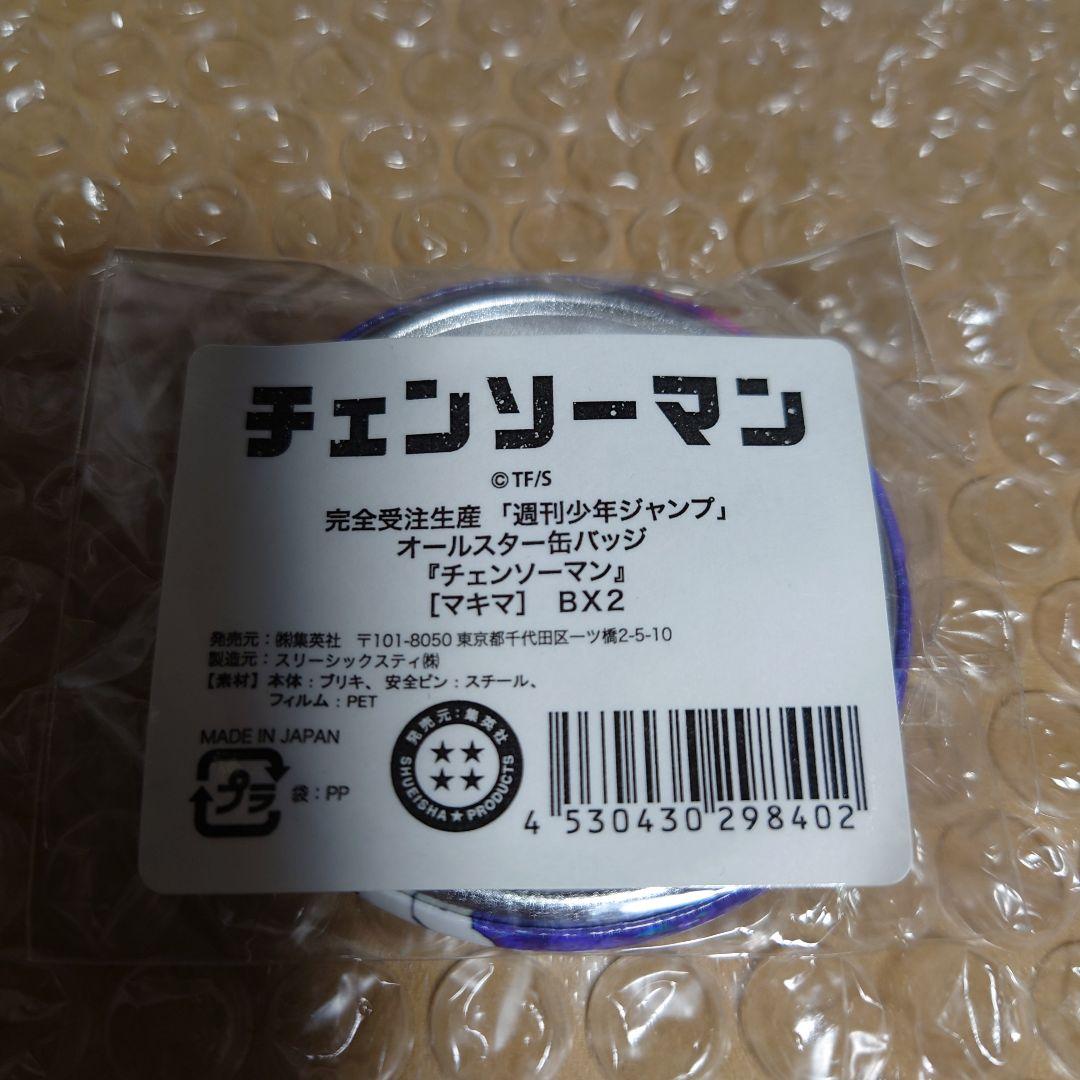 チェンソーマン
©TF/S
完全受注生産 「週刊少年ジャンプ」
オールスター缶バッジ
『チェンソーマン』
［マキマ］ BX2
発売元：㈱集英社 〒101-8050 東京都千代田区一ツ橋2-5-10
製造元：スリーシックスティ㈱
【素材】本体：ブリキ、安全ピン：スチール、
フィルム：PET
MADE IN JAPAN
プラ
袋：PP
発売元：集英社
SHUEISHA★PRODUCTS
4 530430 298402